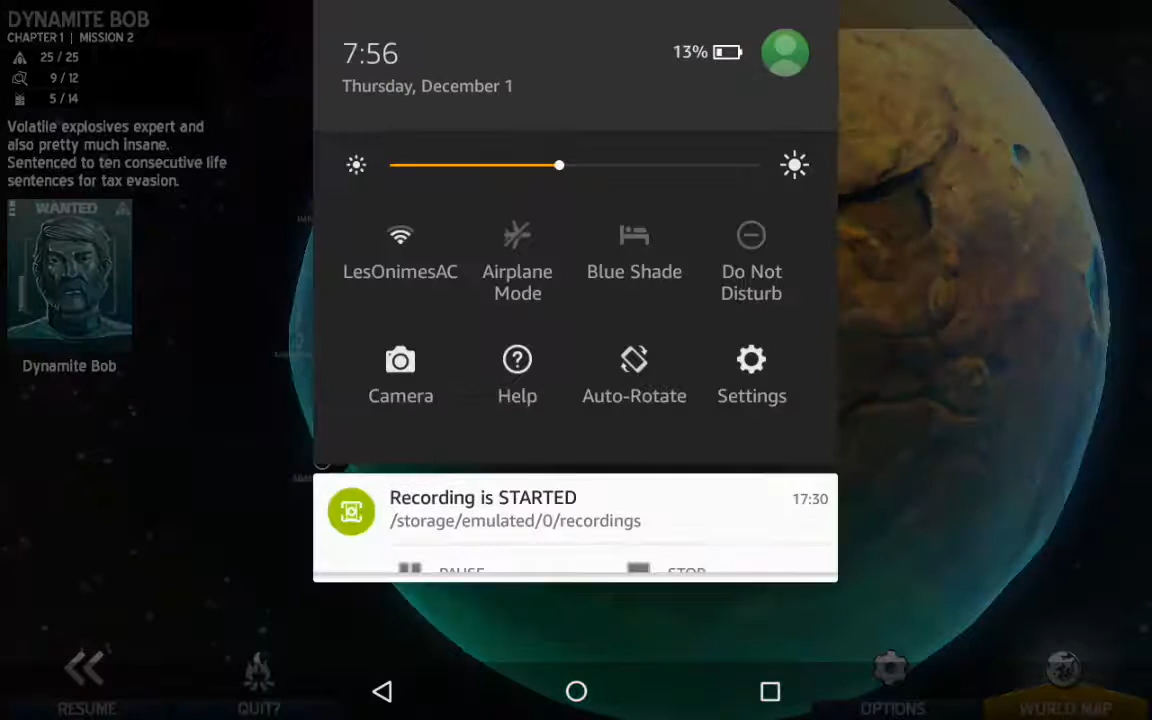 DYNAMITE BOB
CHAPTER 1 | MISSION 2
25 / 25
9 / 12
5 / 14
Volatile explosives expert and
also pretty much insane.
Sentenced to ten consecutive life
sentences for tax evasion.
WANTED
Dynamite Bob
7:56
13%
Thursday, December 1
LesOnimesAC
Airplane
Mode
Blue Shade
Do Not
Disturb
Camera
Help
Auto-Rotate
Settings
Recording is STARTED
17:30
/storage/emulated/0/recordings
PAUSE
STOP
RESUME
QUIT?
OPTIONS
WORLD MAP